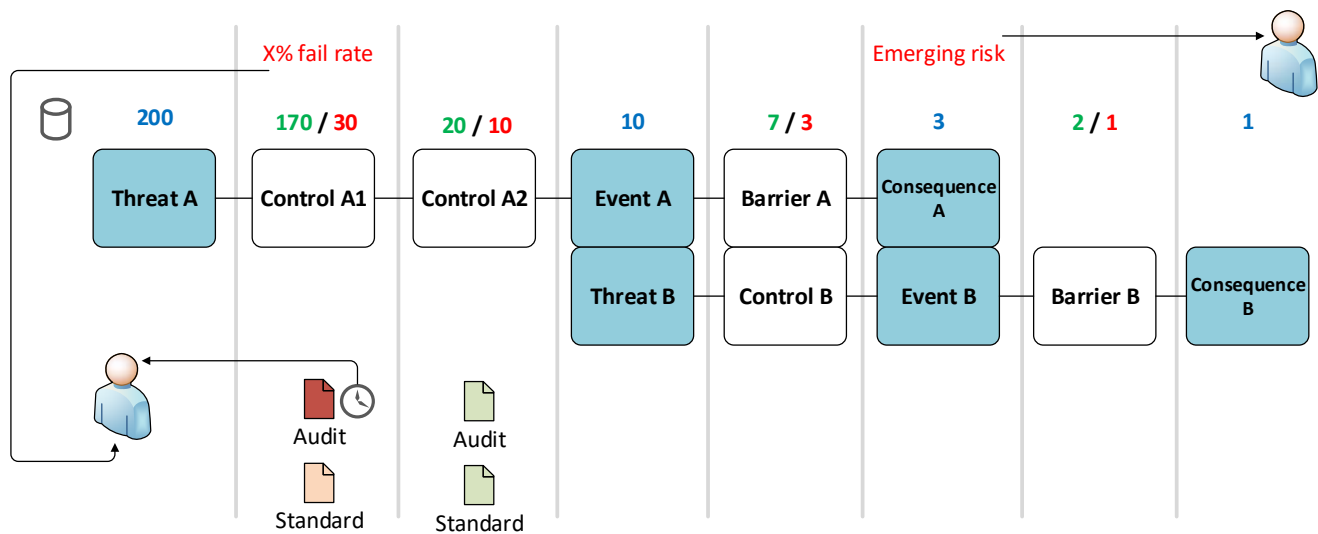 X% fail rate
Emerging risk
200
170 / 30
20 / 10
10
7 / 3
3
2 / 1
1
Threat A
Control A1
Control A2
Event A
Barrier A
Consequence
A
Threat B
Control B
Event B
Barrier B
Consequence
B
Audit
Audit
Standard
Standard